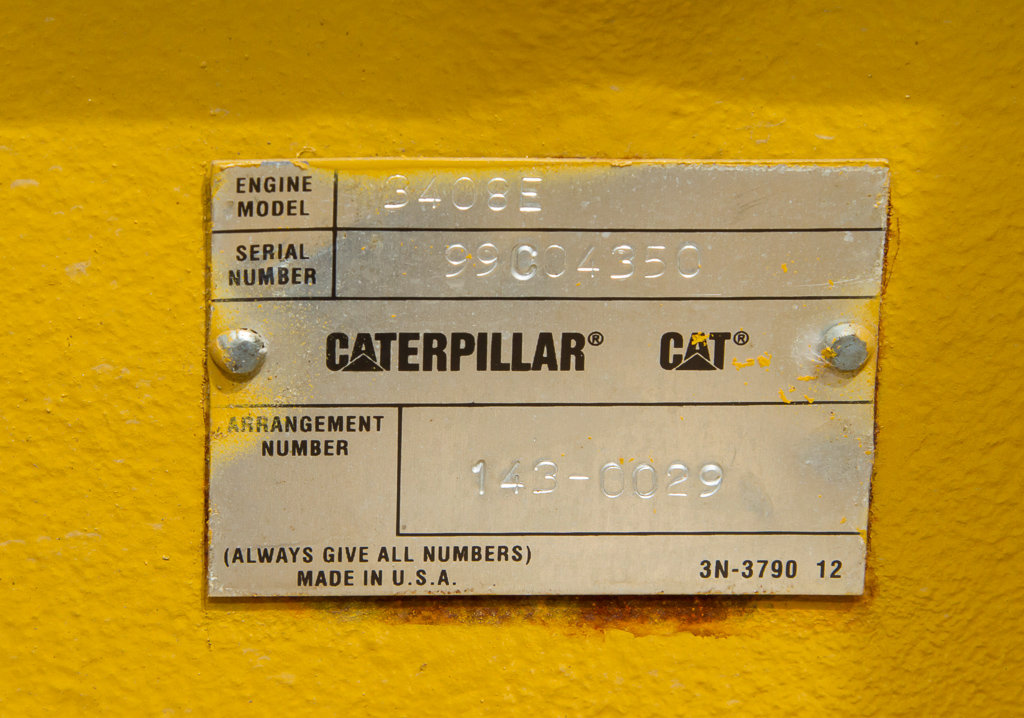 ENGINE MODEL 3408E
SERIAL NUMBER 99C04350
CATERPILLAR® CAT®
ARRANGEMENT NUMBER 143-0029
(ALWAYS GIVE ALL NUMBERS)
MADE IN U.S.A. 3N-3790 12